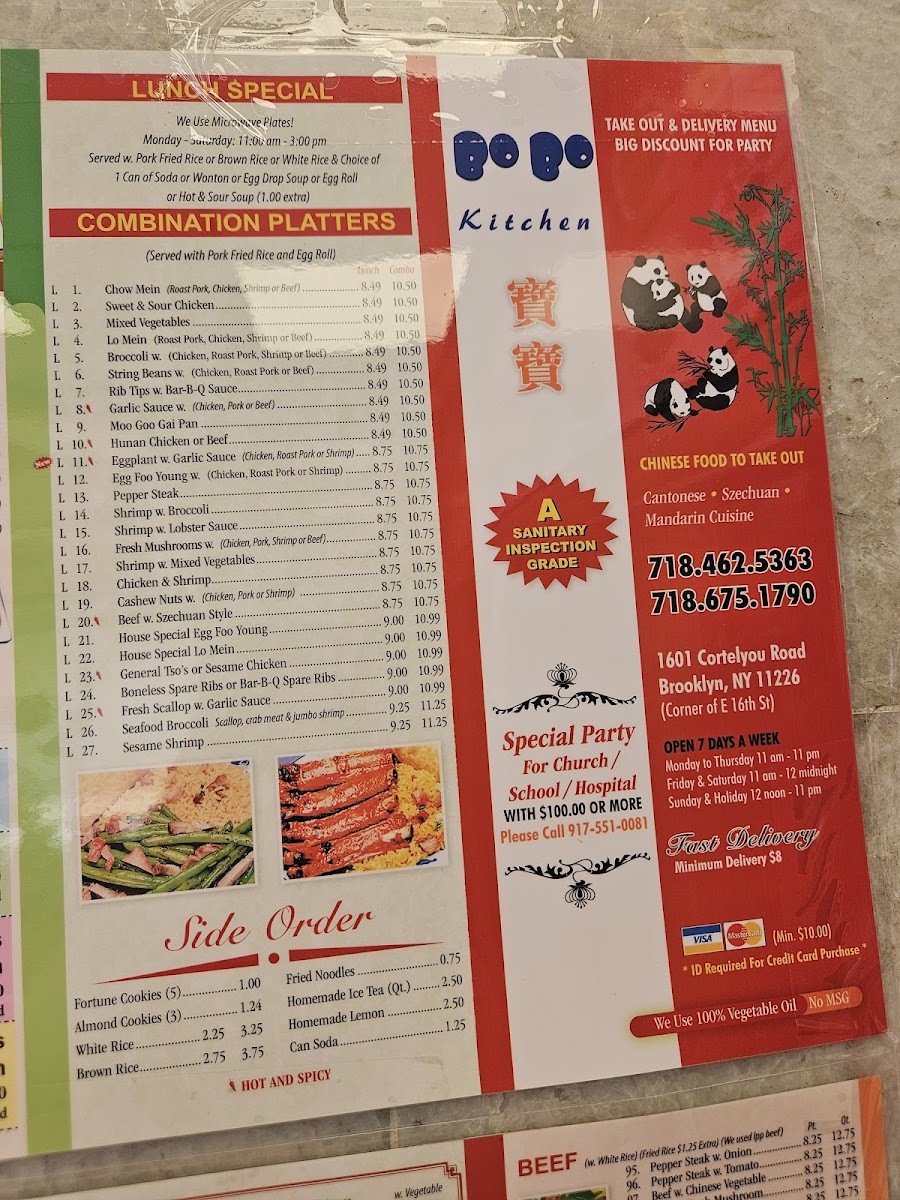 LUNCH SPECIAL
We Use Microwave Plates!
Monday - Saturday: 11:00 am - 3:00 pm
Served w. Pork Fried Rice or Brown Rice or White Rice & Choice of
1 Can of Soda or Wonton or Egg Drop Soup or Egg Roll
or Hot & Sour Soup (1.00 extra)
COMBINATION PLATTERS
(Served with Pork Fried Rice and Egg Roll)
Lunch Combo
L 1. Chow Mein (Roast Pork, Chicken, Shrimp or Beef) 8.49 10.50
L 2. Sweet & Sour Chicken 8.49 10.50
L 3. Mixed Vegetables 8.49 10.50
L 4. Lo Mein (Roast Pork, Chicken, Shrimp or Beef) 8.49 10.50
L 5. Broccoli w. (Chicken, Roast Pork, Shrimp or Beef) 8.49 10.50
L 6. String Beans w. (Chicken, Roast Pork or Beef) 8.49 10.50
L 7. Rib Tips w. Bar-B-Q Sauce 8.49 10.50
L 8. Garlic Sauce w. (Chicken, Pork or Beef) 8.49 10.50
L 9. Moo Goo Gai Pan 8.49 10.50
L 10. Hunan Chicken or Beef 8.49 10.50
New L 11. Eggplant w. Garlic Sauce (Chicken, Roast Pork or Shrimp) 8.75 10.75
L 12. Egg Foo Young w. (Chicken, Roast Pork or Shrimp) 8.75 10.75
L 13. Pepper Steak 8.75 10.75
L 14. Shrimp w. Broccoli 8.75 10.75
L 15. Shrimp w. Lobster Sauce 8.75 10.75
L 16. Fresh Mushrooms w. (Chicken, Pork, Shrimp or Beef) 8.75 10.75
L 17. Shrimp w. Mixed Vegetables 8.75 10.75
L 18. Chicken & Shrimp 8.75 10.75
L 19. Cashew Nuts w. (Chicken, Pork or Shrimp) 8.75 10.75
L 20. Beef w. Szechuan Style 8.75 10.75
L 21. House Special Egg Foo Young 9.00 10.99
L 22. House Special Lo Mein 9.00 10.99
L 23. General Tso's or Sesame Chicken 9.00 10.99
L 24. Boneless Spare Ribs or Bar-B-Q Spare Ribs 9.00 10.99
L 25. Fresh Scallop w. Garlic Sauce 9.00 10.99
L 26. Seafood Broccoli Scallop, crab meat & jumbo shrimp 9.25 11.25
L 27. Sesame Shrimp 9.25 11.25
Side Order
Fortune Cookies (5) 1.00
Almond Cookies (3) 1.24
White Rice 2.25 3.25
Brown Rice 2.75 3.75
Fried Noodles 0.75
Homemade Ice Tea (Qt.) 2.50
Homemade Lemon 2.50
Can Soda 1.25
HOT AND SPICY
Bo Bo
Kitchen
寶
寶
A
SANITARY
INSPECTION
GRADE
Special Party
For Church /
School / Hospital
WITH $100.00 OR MORE
Please Call 917-551-0081
TAKE OUT & DELIVERY MENU
BIG DISCOUNT FOR PARTY
CHINESE FOOD TO TAKE OUT
Cantonese • Szechuan •
Mandarin Cuisine
718.462.5363
718.675.1790
1601 Cortelyou Road
Brooklyn, NY 11226
(Corner of E 16th St)
OPEN 7 DAYS A WEEK
Monday to Thursday 11 am - 11 pm
Friday & Saturday 11 am - 12 midnight
Sunday & Holiday 12 noon - 11 pm
Fast Delivery
Minimum Delivery $8
VISA MasterCard (Min. $10.00)
* ID Required For Credit Card Purchase *
We Use 100% Vegetable Oil No MSG
w. Vegetable
BEEF (w. White Rice) (Fried Rice $1.25 Extra) (We used lpp beef)
Pt. Qt.
95. Pepper Steak w. Onion 8.25 12.75
96. Pepper Steak w. Tomato 8.25 12.75
97. Beef w. Chinese Vegetable 8.25 12.75
Mushroom 8.25 12.75